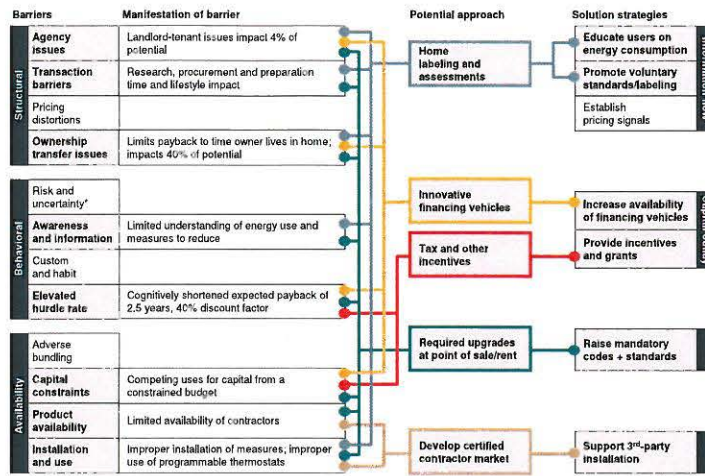 Barriers
Manifestation of barrier
Potential approach
Solution strategies
Structural
Agency
issues
Landlord-tenant issues impact 4% of
potential
Transaction
barriers
Research, procurement and preparation
time and lifestyle impact
Pricing
distortions
Ownership
transfer issues
Limits payback to time owner lives in home;
impacts 40% of potential
Behavioral
Risk and
uncertainty*
Awareness
and information
Limited understanding of energy use and
measures to reduce
Custom
and habit
Elevated
hurdle rate
Cognitively shortened expected payback of
2.5 years, 40% discount factor
Availability
Adverse
bundling
Capital
constraints
Competing uses for capital from a
constrained budget
Product
availability
Limited availability of contractors
Installation
and use
Improper installation of measures; improper
use of programmable thermostats
Home
labeling and
assessments
Innovative
financing vehicles
Tax and other
incentives
Required upgrades
at point of sale/rent
Develop certified
contractor market
Educate users on
energy consumption
Promote voluntary
standards/labeling
Establish
pricing signals
Increase availability
of financing vehicles
Provide incentives
and grants
Raise mandatory
codes + standards
Support 3rd-party
installation